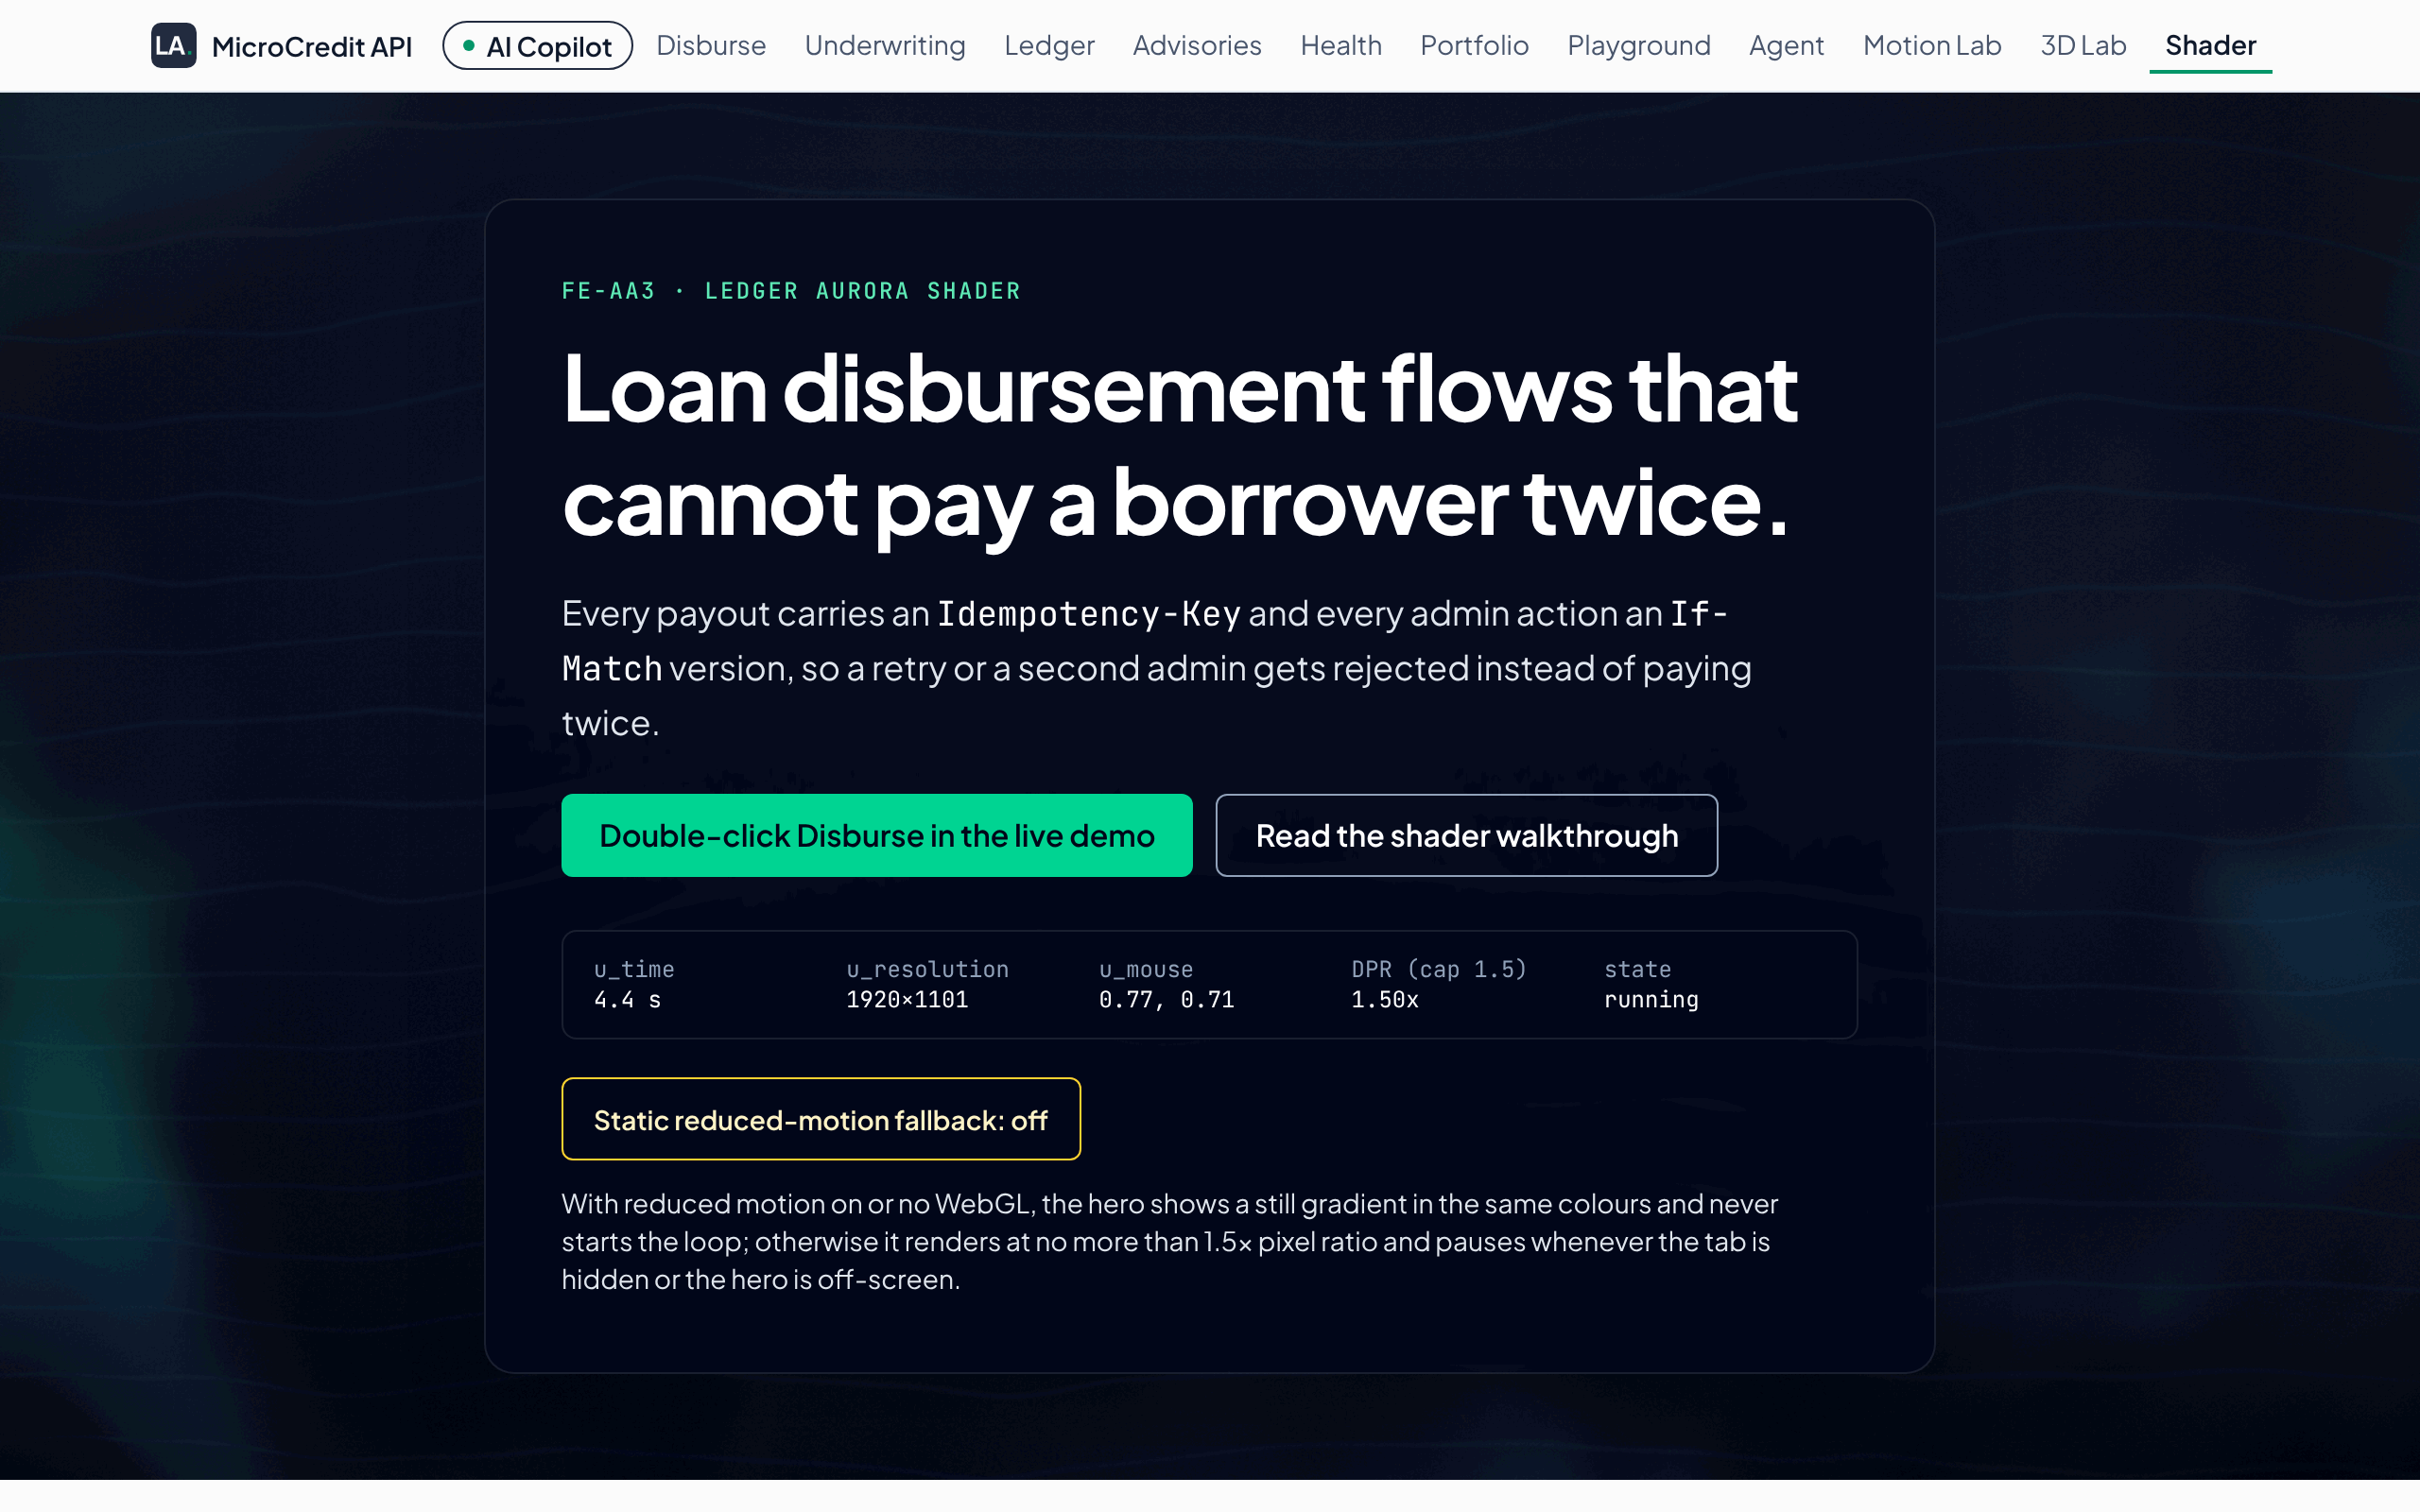 LA. MicroCredit API AI Copilot Disburse Underwriting Ledger Advisories Health Portfolio Playground Agent Motion Lab 3D Lab Shader
FE-AA3 · LEDGER AURORA SHADER
Loan disbursement flows that
cannot pay a borrower twice.
Every payout carries an Idempotency-Key and every admin action an If-
Match version, so a retry or a second admin gets rejected instead of paying
twice.
Double-click Disburse in the live demo Read the shader walkthrough
u_time u_resolution u_mouse DPR (cap 1.5) state
4.4 s 1920×1101 0.77, 0.71 1.50x running
Static reduced-motion fallback: off
With reduced motion on or no WebGL, the hero shows a still gradient in the same colours and never
starts the loop; otherwise it renders at no more than 1.5× pixel ratio and pauses whenever the tab is
hidden or the hero is off-screen.